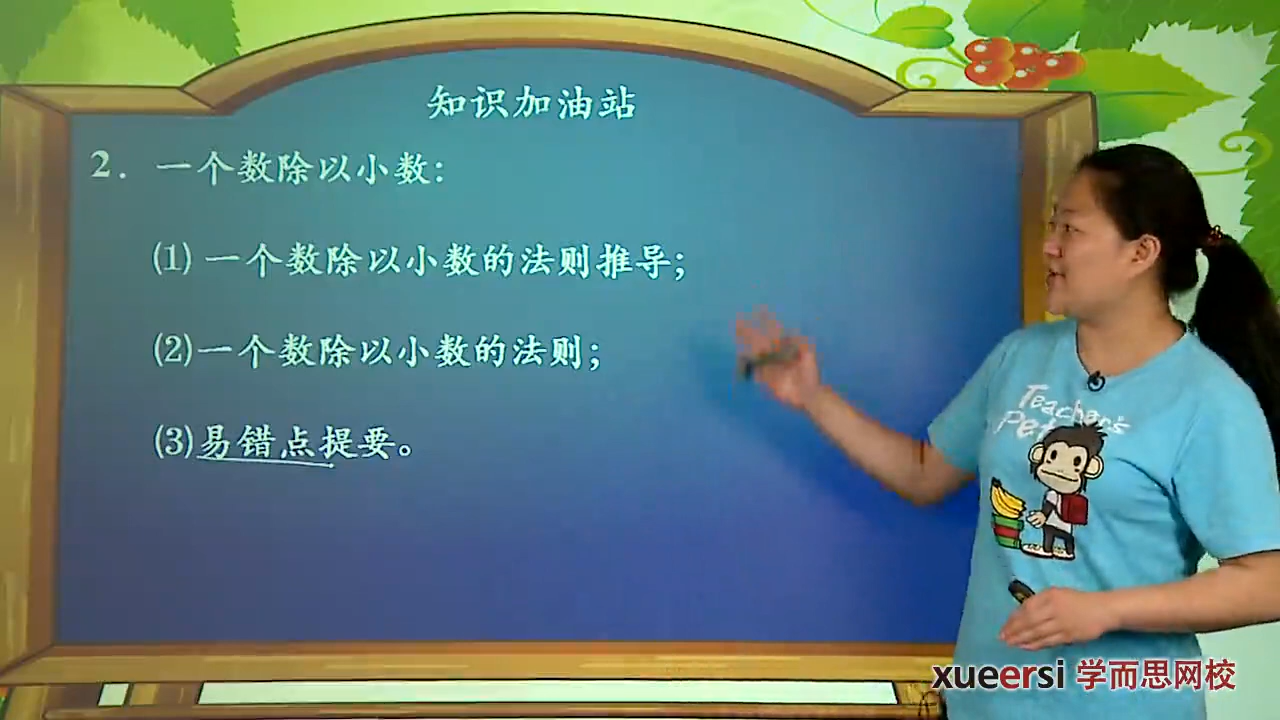 知识加油站
2. 一个数除以小数:
(1) 一个数除以小数的法则推导;
(2)一个数除以小数的法则;
(3)易错点提要。
Teacher's
Pet
xueersi 学而思网校